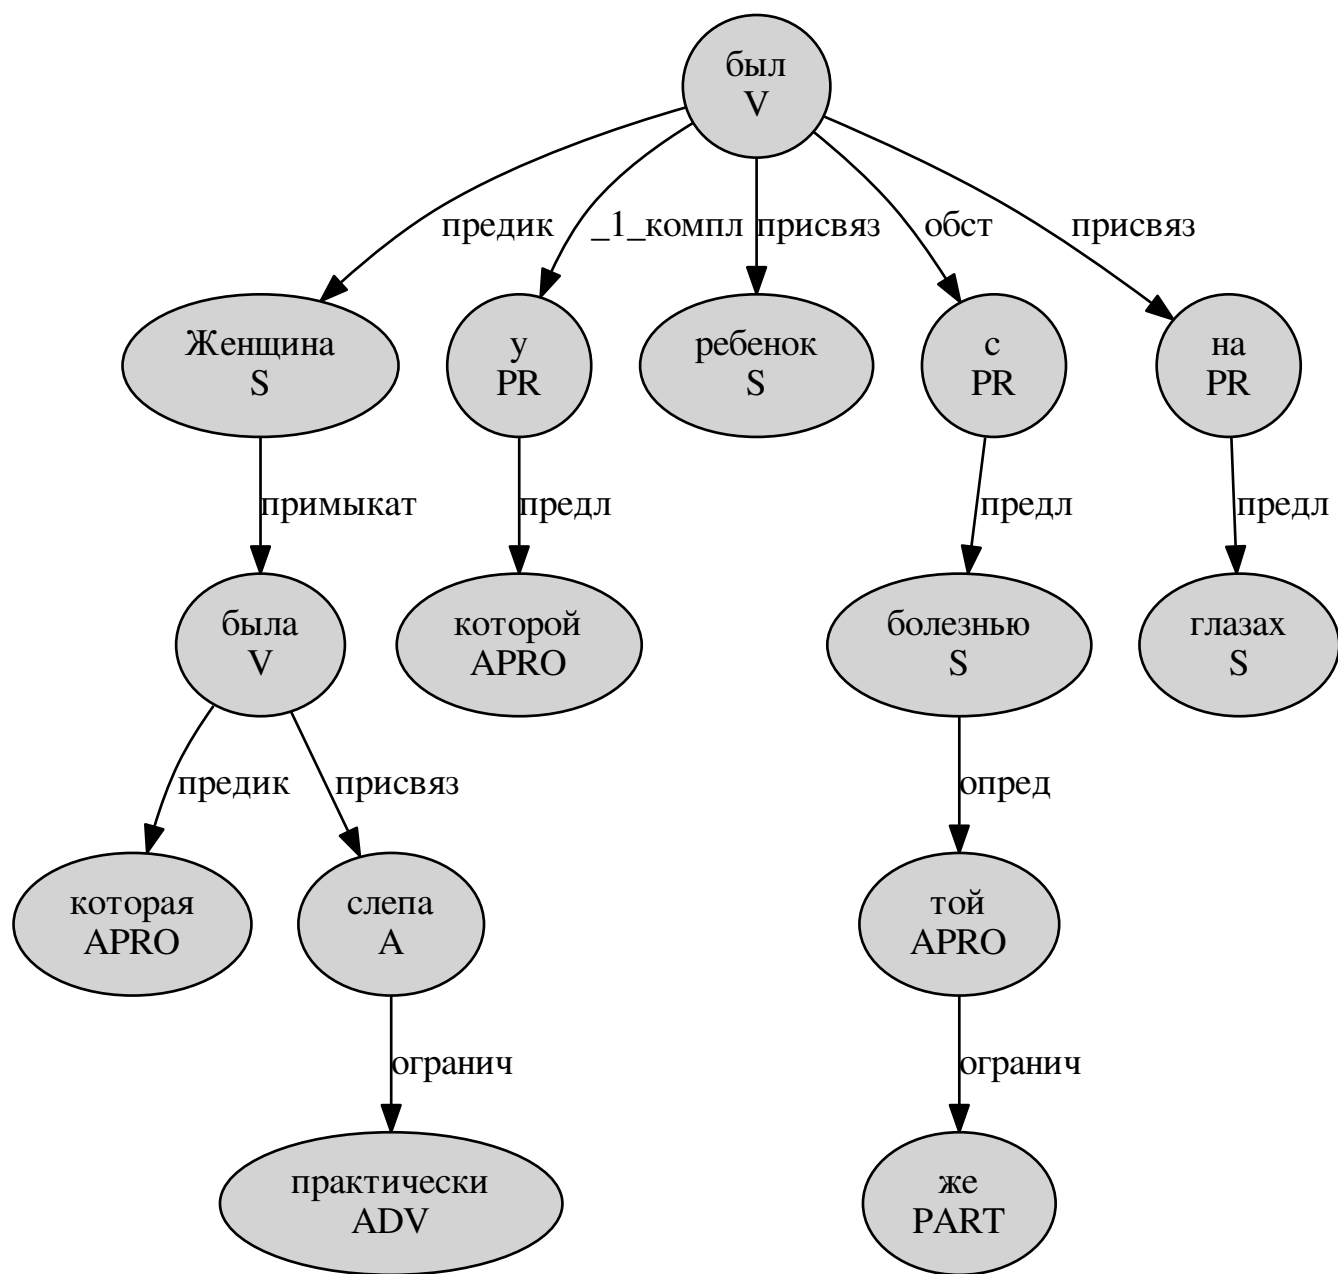 был
V
предик
_1_компл
присвяз
обст
присвяз
Женщина
S
у
PR
ребенок
S
с
PR
на
PR
примыкат
предл
предл
предл
была
V
которой
APRO
болезнью
S
глазах
S
предик
присвяз
опред
которая
APRO
слепа
A
той
APRO
огранич
огранич
практически
ADV
же
PART